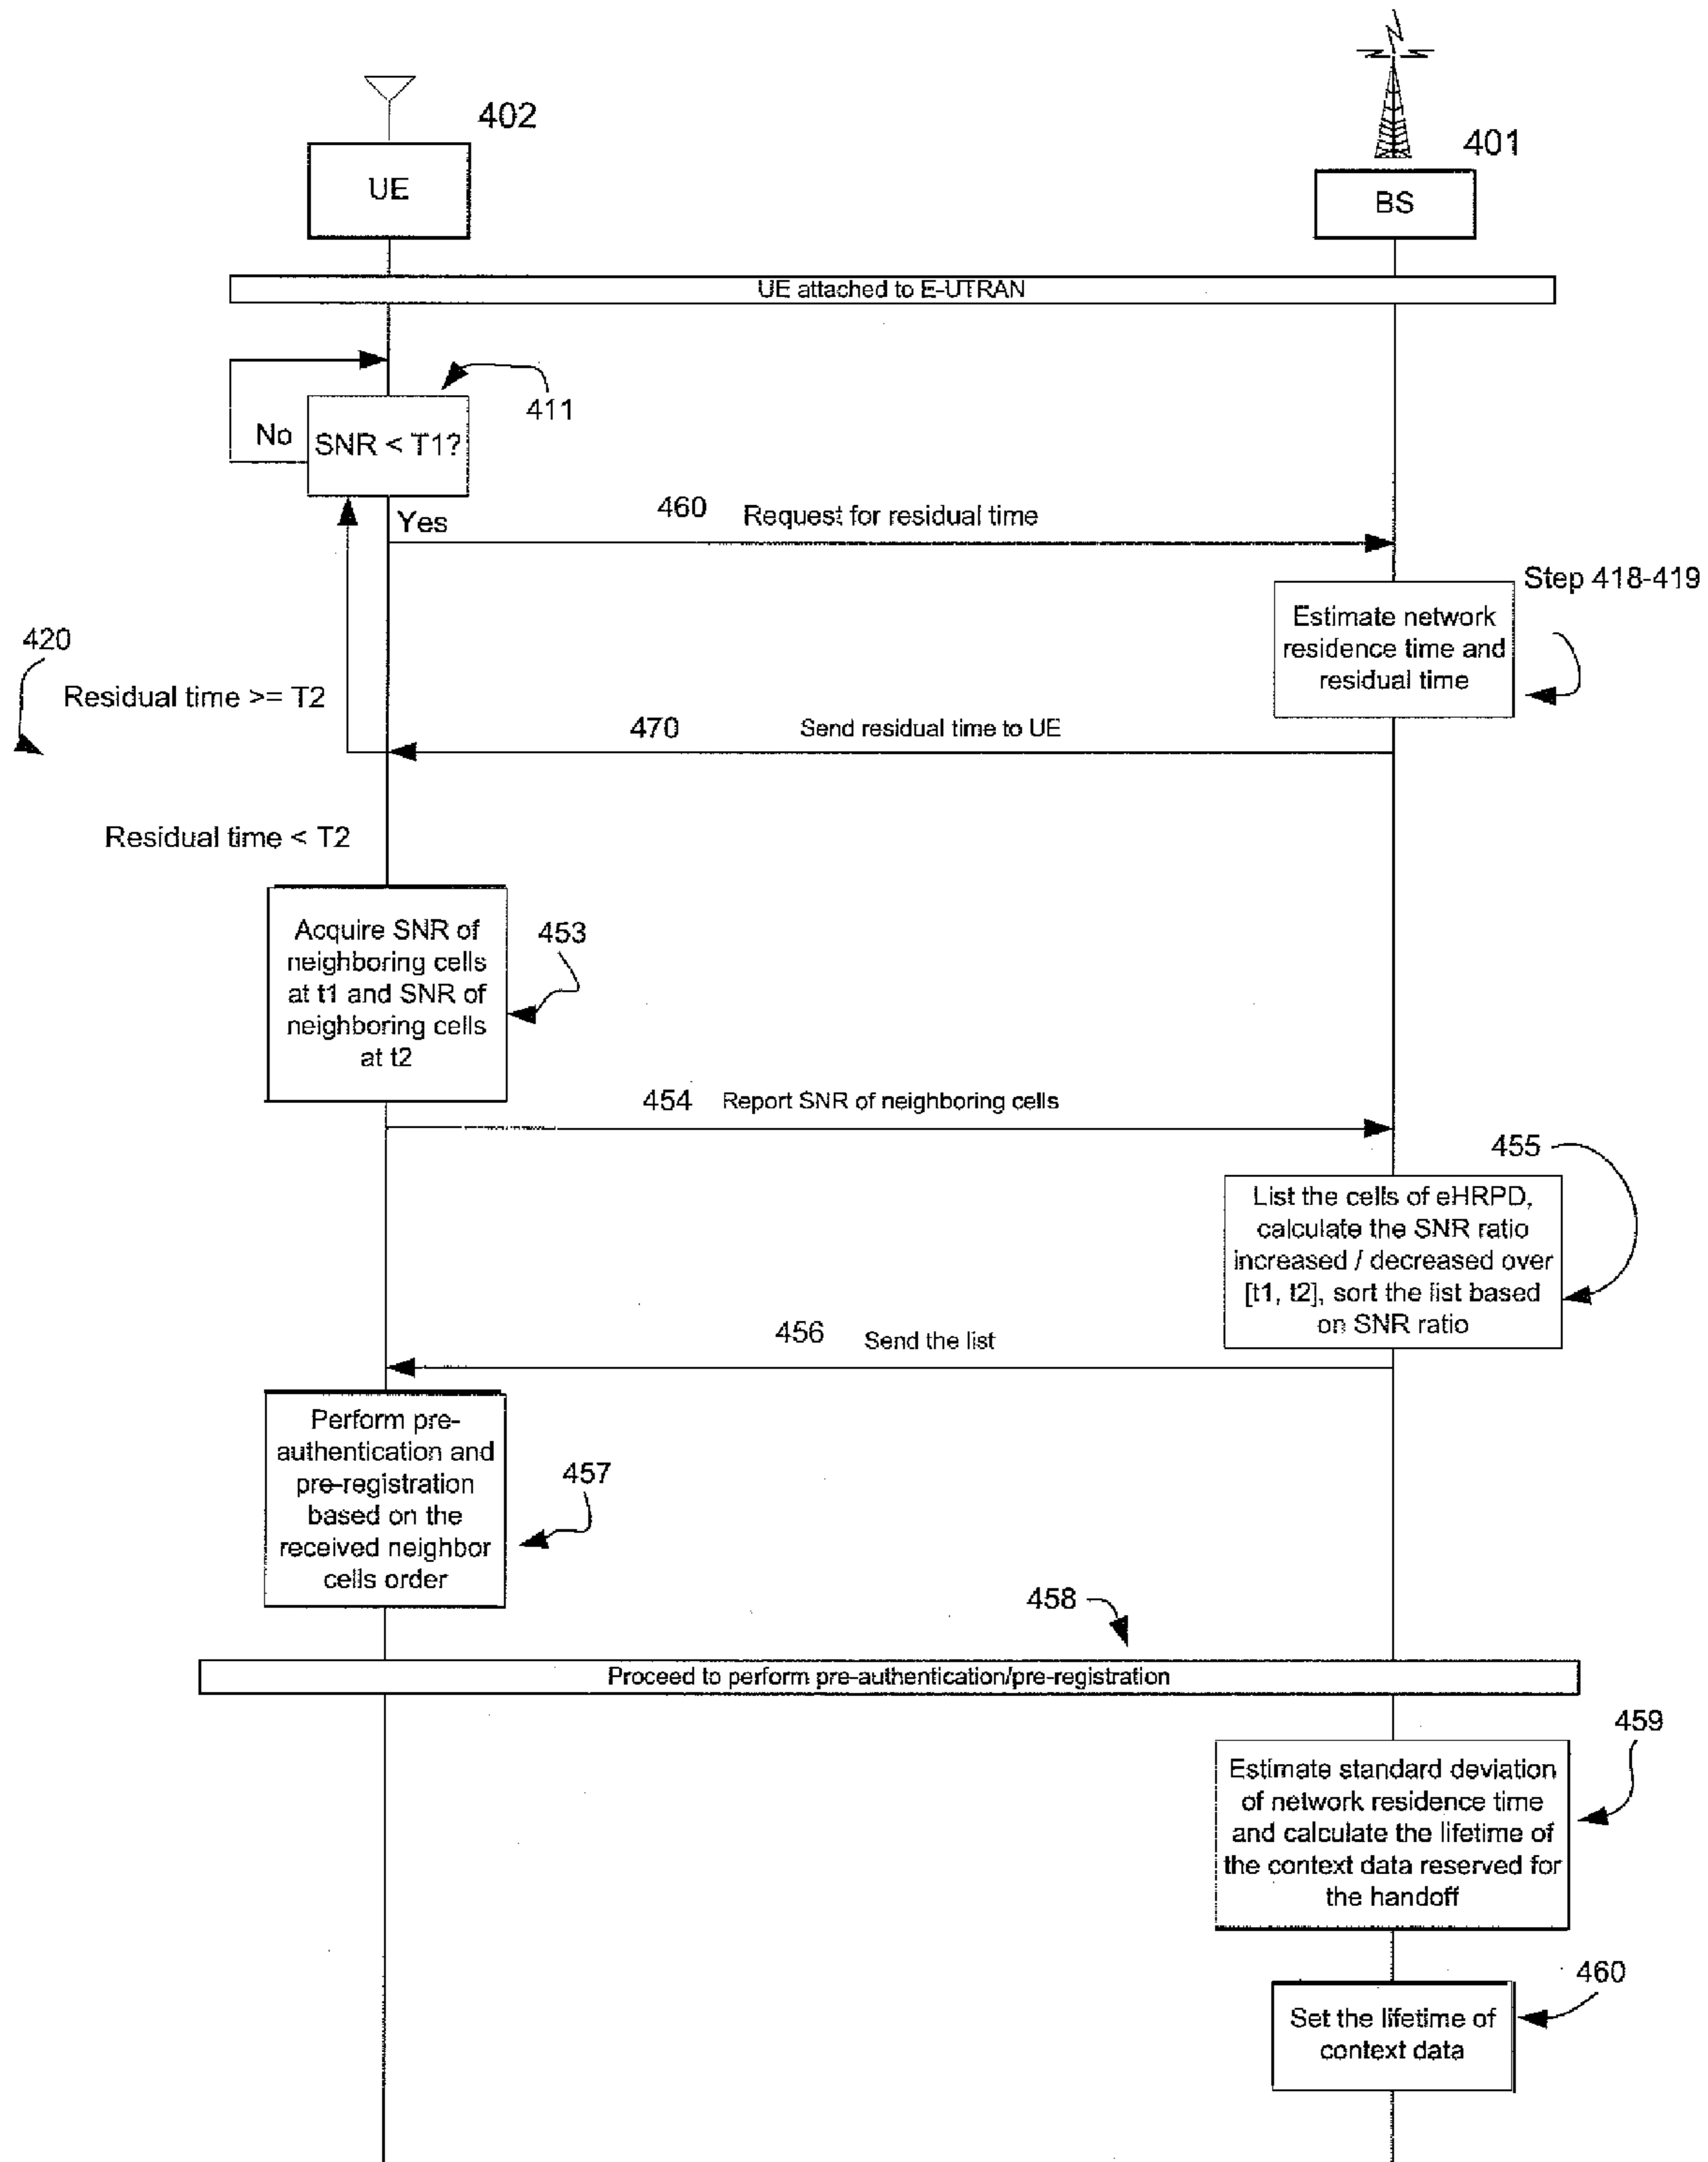 402
UE
401
BS
UE attached to E-UTRAN
411
No
SNR < T1?
Yes
460
Request for residual time
Step 418-419
Estimate network
residence time and
residual time
420
Residual time >= T2
470
Send residual time to UE
Residual time < T2
Acquire SNR of
neighboring cells
at t1 and SNR of
neighboring cells
at t2
453
454
Report SNR of neighboring cells
455
List the cells of eHRPD,
calculate the SNR ratio
increased / decreased over
[t1, t2], sort the list based
on SNR ratio
456
Send the list
Perform pre-
authentication and
pre-registration
based on the
received neighbor
cells order
457
458
Proceed to perform pre-authentication/pre-registration
459
Estimate standard deviation
of network residence time
and calculate the lifetime of
the context data reserved for
the handoff
460
Set the lifetime of
context data